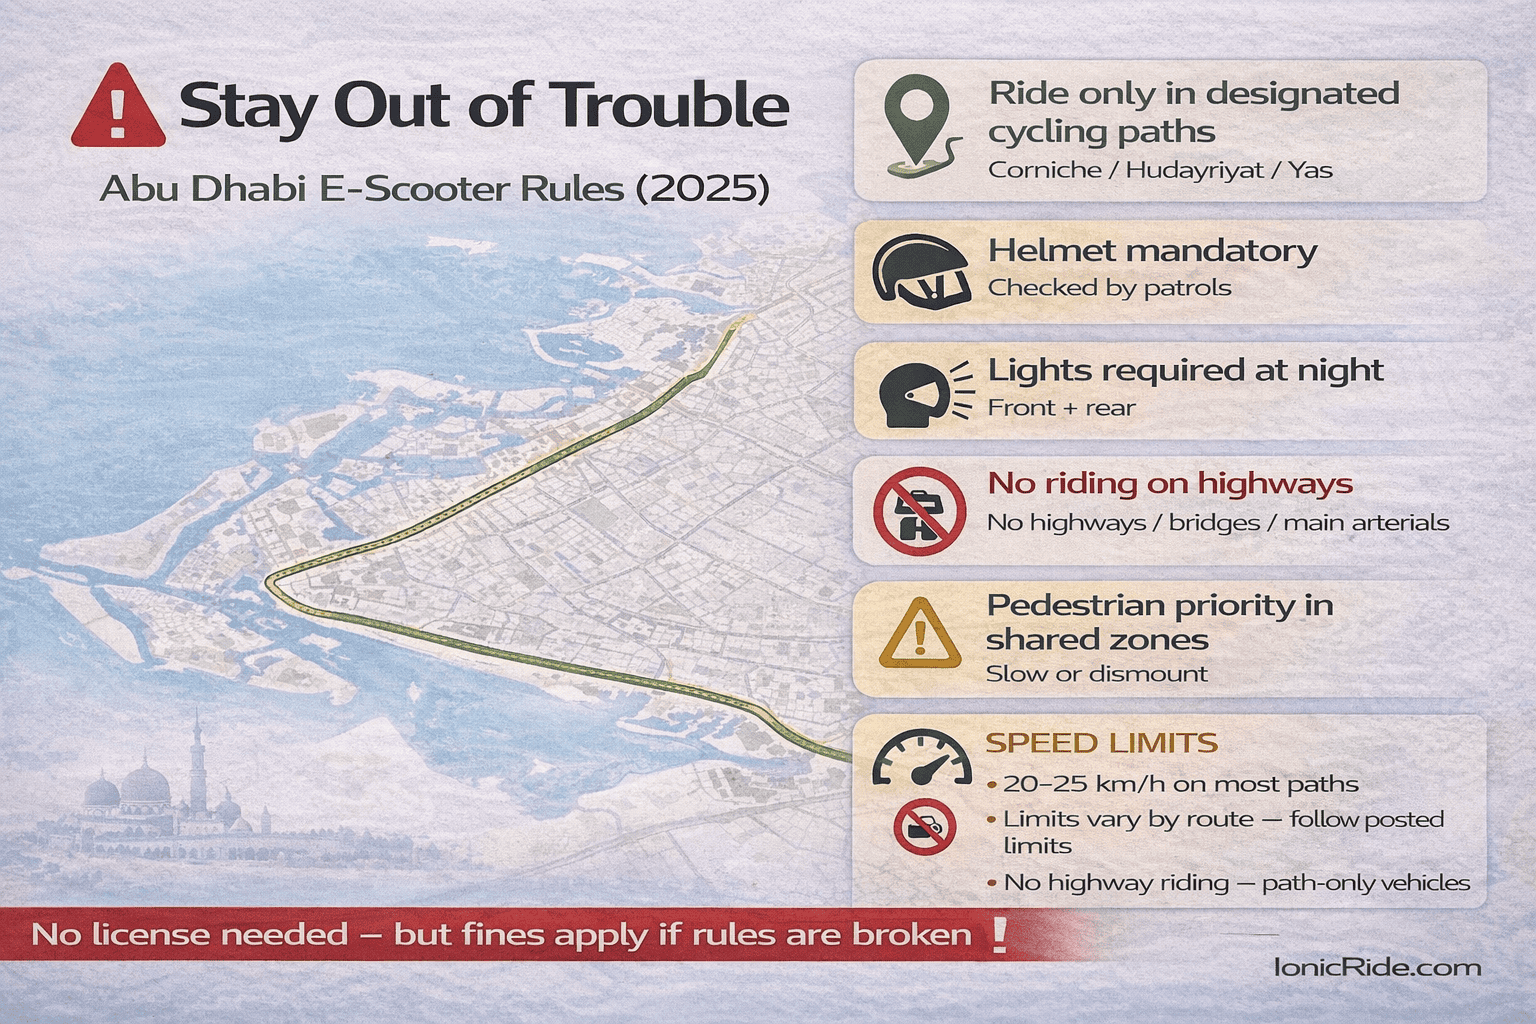 Stay Out of Trouble
Abu Dhabi E-Scooter Rules (2025)
Ride only in designated
cycling paths
Corniche / Hudayriyat / Yas
Helmet mandatory
Checked by patrols
Lights required at night
Front + rear
No riding on highways
No highways / bridges / main arterials
Pedestrian priority in
shared zones
Slow or dismount
SPEED LIMITS
• 20–25 km/h on most paths
• Limits vary by route — follow posted
limits
• No highway riding — path-only vehicles
No license needed – but fines apply if rules are broken !
IonicRide.com